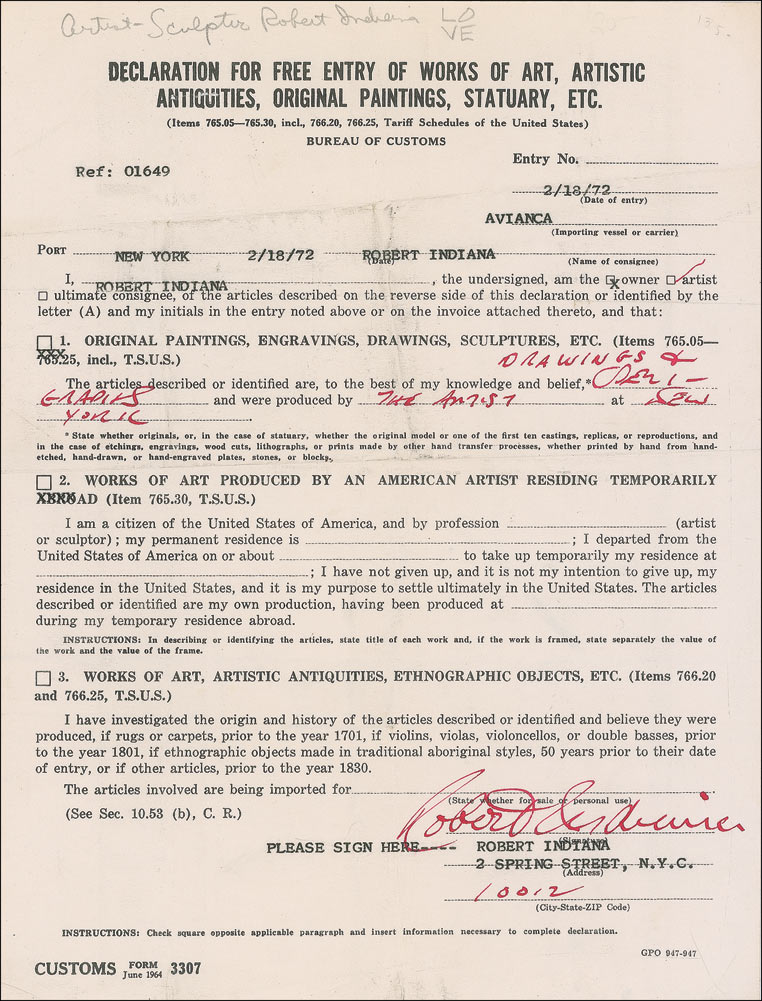 Artist-Sculptor Robert Indiana LO
VE
135-
DECLARATION FOR FREE ENTRY OF WORKS OF ART, ARTISTIC
ANTIQUITIES, ORIGINAL PAINTINGS, STATUARY, ETC.
(Items 765.05—765.30, incl., 766.20, 766.25, Tariff Schedules of the United States)
BUREAU OF CUSTOMS
Entry No.
Ref: 01649
2/18/72
(Date of entry)
AVIANCA
(Importing vessel or carrier)
PORT NEW YORK 2/18/72 ROBERT INDIANA
(Date) (Name of consignee)
I, ROBERT INDIANA, the undersigned, am the ☒ owner ☐ artist
☐ ultimate consignee, of the articles described on the reverse side of this declaration or identified by the
letter (A) and my initials in the entry noted above or on the invoice attached thereto, and that:
☐ 1. ORIGINAL PAINTINGS, ENGRAVINGS, DRAWINGS, SCULPTURES, ETC. (Items 765.05—
XXX
765.25, incl., T.S.U.S.) DRAWINGS &
The articles described or identified are, to the best of my knowledge and belief,* SERI-
GRAPHS and were produced by THE ARTIST at NEW
YORK
* State whether originals, or, in the case of statuary, whether the original model or one of the first ten castings, replicas, or reproductions, and
in the case of etchings, engravings, wood cuts, lithographs, or prints made by other hand transfer processes, whether printed by hand from hand-
etched, hand-drawn, or hand-engraved plates, stones, or blocks.
☐ 2. WORKS OF ART PRODUCED BY AN AMERICAN ARTIST RESIDING TEMPORARILY
XXXXAD (Item 765.30, T.S.U.S.)
I am a citizen of the United States of America, and by profession (artist
or sculptor); my permanent residence is ; I departed from the
United States of America on or about to take up temporarily my residence at
; I have not given up, and it is not my intention to give up, my
residence in the United States, and it is my purpose to settle ultimately in the United States. The articles
described or identified are my own production, having been produced at
during my temporary residence abroad.
INSTRUCTIONS: In describing or identifying the articles, state title of each work and, if the work is framed, state separately the value of
the work and the value of the frame.
☐ 3. WORKS OF ART, ARTISTIC ANTIQUITIES, ETHNOGRAPHIC OBJECTS, ETC. (Items 766.20
and 766.25, T.S.U.S.)
I have investigated the origin and history of the articles described or identified and believe they were
produced, if rugs or carpets, prior to the year 1701, if violins, violas, violoncellos, or double basses, prior
to the year 1801, if ethnographic objects made in traditional aboriginal styles, 50 years prior to their date
of entry, or if other articles, prior to the year 1830.
The articles involved are being imported for
(State whether for sale or personal use)
(See Sec. 10.53 (b), C. R.)
Robert Indiana
(Signature)
PLEASE SIGN HERE---- ROBERT INDIANA
2 SPRING STREET, N.Y.C.
(Address)
10012
(City-State-ZIP Code)
INSTRUCTIONS: Check square opposite applicable paragraph and insert information necessary to complete declaration.
GPO 947-947
CUSTOMS FORM 3307
June 1964